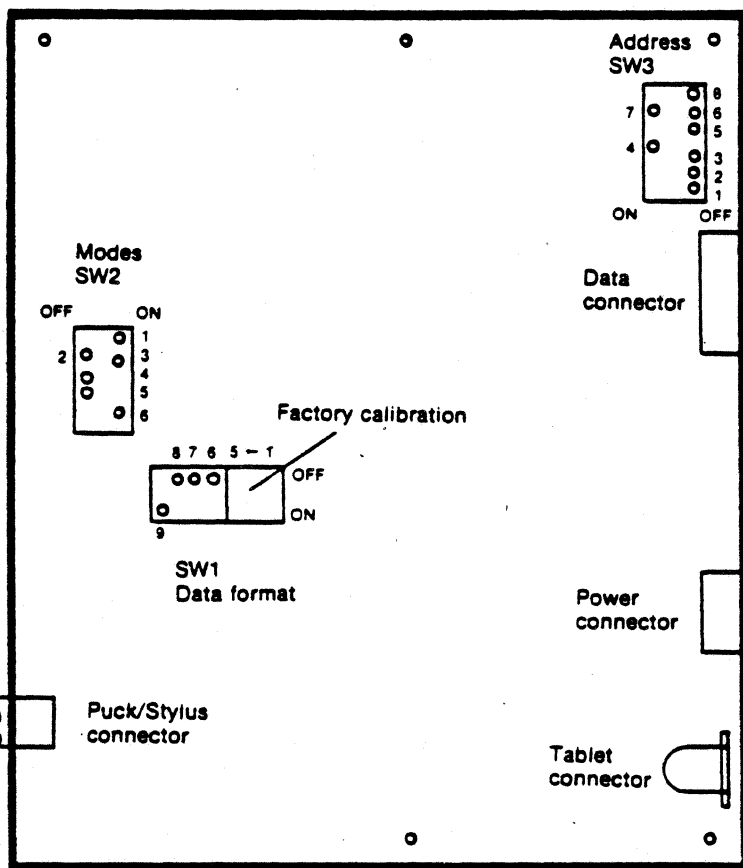 Address
SW3
8
7
6
5
4
3
2
1
ON OFF
Data
connector
Modes
SW2
OFF ON
1
2
3
4
5
6
Factory calibration
8 7 6 5 – 1
OFF
ON
9
SW1
Data format
Power
connector
Puck/Stylus
connector
Tablet
connector